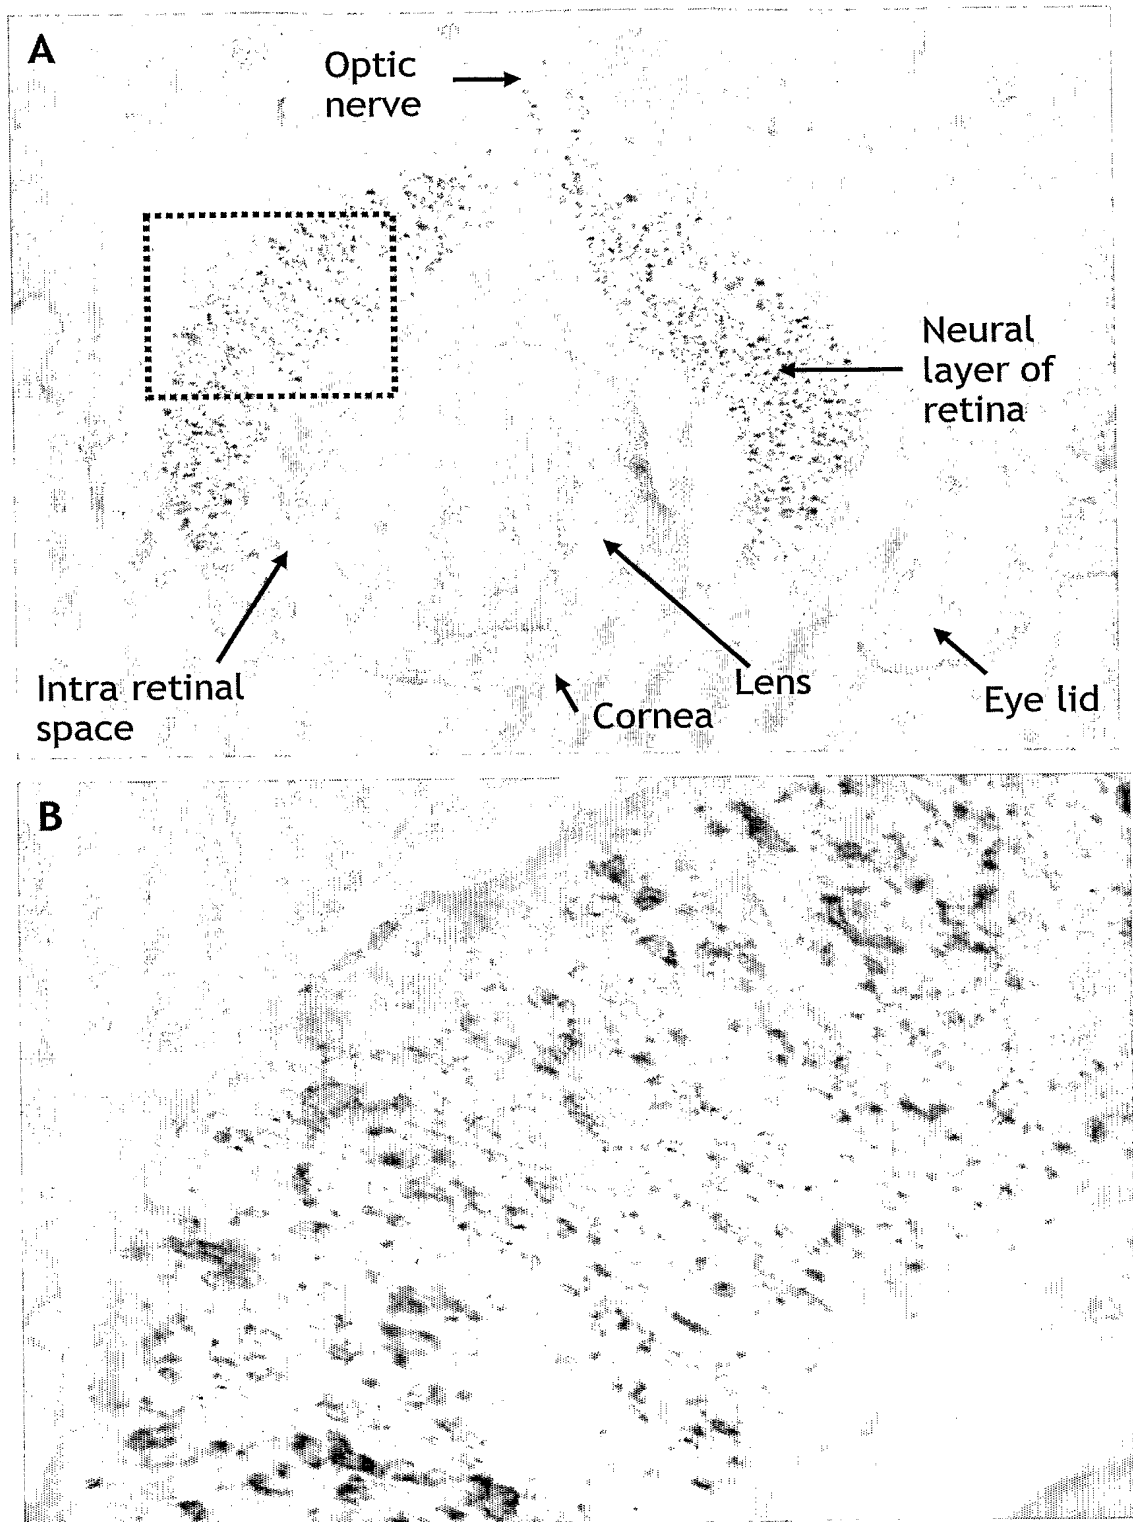 A
Optic
nerve
Neural
layer of
retina
Intra retinal
space
Cornea
Lens
Eye lid
B